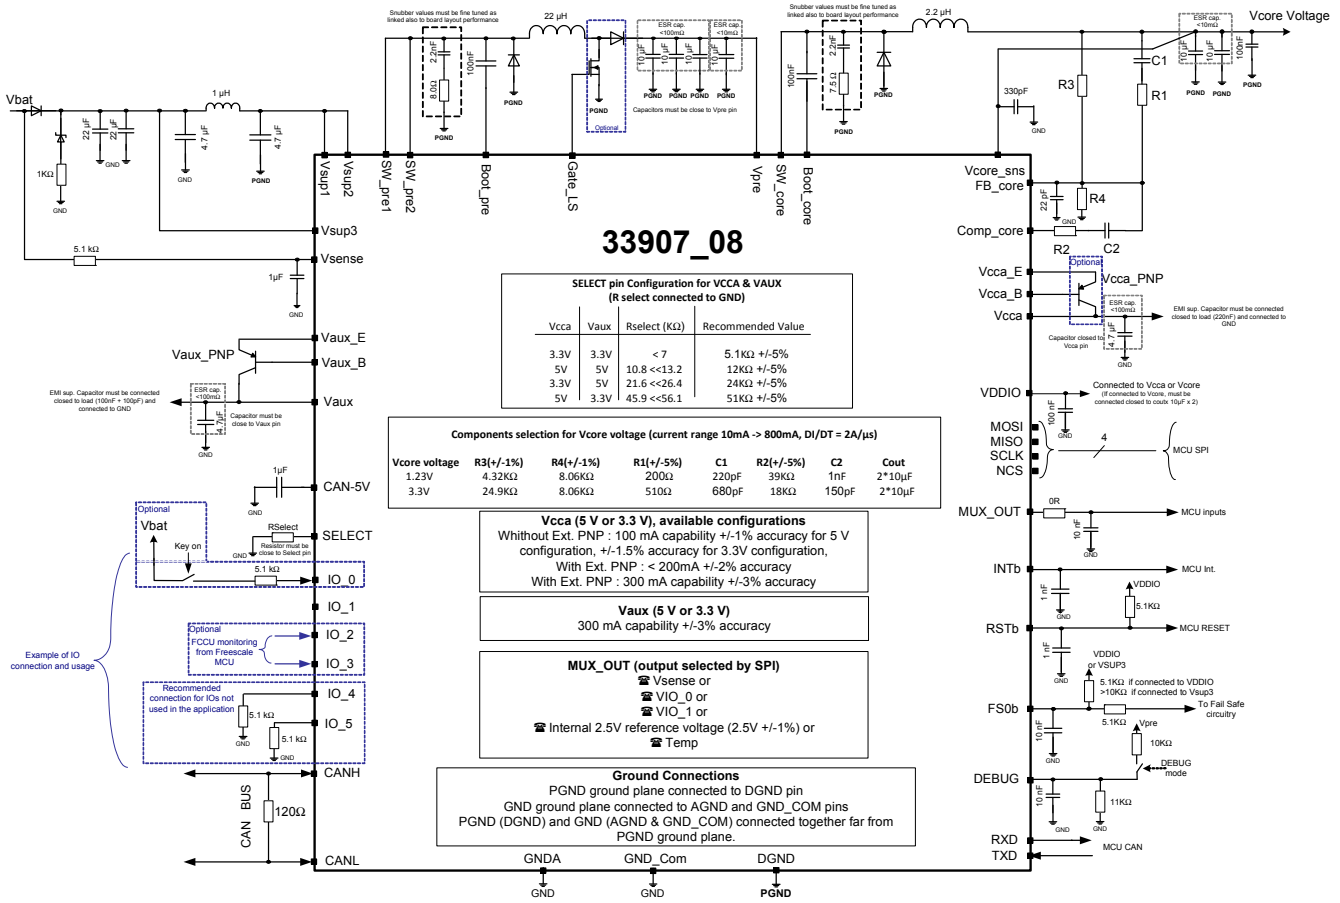 Snubber values must be fine tuned as
linked also to board layout performance
22 µH
Snubber values must be fine tuned as
linked also to board layout performance
2.2 µH
Vcore Voltage
ESR cap.
<100mΩ
ESR cap.
<10mΩ
ESR cap.
<10mΩ
2.2nF
8.0Ω
PGND
100nF
PGND
PGND
Optional
10 µF
10 µF
10 µF
10 µF
PGND
PGND
PGND
PGND
Capacitors must be close to Vpre pin
100nF
2.2nF
7.5 Ω
PGND
PGND
10 µF
10 µF
100nF
PGND
C1
R3
R1
330pF
GND
Vbat
1 µH
22 µF
22 µF
GND
4.7 µF
GND
4.7 µF
PGND
1KΩ
GND
Vsup1
Vsup2
SW_pre1
SW_pre2
Boot_pre
Gate_LS
Vpre
SW_core
Boot_core
Vcore_sns
FB_core
22 pF
GND
R4
Comp_core
R2
C2
Vsup3
5.1 kΩ
Vsense
1µF
GND
33907_08
SELECT pin Configuration for VCCA & VAUX
(R select connected to GND)
Vcca Vaux Rselect (KΩ) Recommended Value
3.3V 3.3V < 7 5.1KΩ +/-5%
5V 5V 10.8 <<13.2 12KΩ +/-5%
3.3V 5V 21.6 <<26.4 24KΩ +/-5%
5V 3.3V 45.9 <<56.1 51KΩ +/-5%
Vcca_E
Optional
Vcca_PNP
Vcca_B
Vcca
ESR cap.
<100mΩ
4.7 µF
GND
Capacitor closed to
Vcca pin
EMI sup. Capacitor must be connected
closed to load (220nF) and connected to
GND
Vaux_E
Vaux_PNP
Vaux_B
Vaux
EMI sup. Capacitor must be connected
closed to load (100nF + 100pF) and
connected to GND
ESR cap.
<100mΩ
4.7µF
GND
Capacitor must be
close to Vaux pin
VDDIO
100 nF
GND
Connected to Vcca or Vcore
(If connected to Vcore, must be
connected closed to coutx 10µF x 2)
Components selection for Vcore voltage (current range 10mA -> 800mA, DI/DT = 2A/µs)
Vcore voltage R3(+/-1%) R4(+/-1%) R1(+/-5%) C1 R2(+/-5%) C2 Cout
1.23V 4.32KΩ 8.06KΩ 200Ω 220pF 39KΩ 1nF 2*10µF
3.3V 24.9KΩ 8.06KΩ 510Ω 680pF 18KΩ 150pF 2*10µF
MOSI
MISO
SCLK
NCS
4
MCU SPI
1µF
GND
CAN-5V
MUX_OUT
0R
10 nF
GND
MCU inputs
Vcca (5 V or 3.3 V), available configurations
Whithout Ext. PNP : 100 mA capability +/-1% accuracy for 5 V
configuration, +/-1.5% accuracy for 3.3V configuration,
With Ext. PNP : < 200mA +/-2% accuracy
With Ext. PNP : 300 mA capability +/-3% accuracy
Optional
Vbat
Key on
RSelect
GND
Resistor must be
close to Select pin
SELECT
5.1 kΩ
IO_0
IO_1
INTb
1 nF
GND
MCU Int.
VDDIO
5.1KΩ
RSTb
1 nF
GND
MCU RESET
Vaux (5 V or 3.3 V)
300 mA capability +/-3% accuracy
Optional
FCCU monitoring
from Freescale
MCU
IO_2
IO_3
Example of IO
connection and usage
Recommended
connection for IOs not
used in the application
IO_4
5.1 kΩ
GND
IO_5
5.1 kΩ
GND
MUX_OUT (output selected by SPI)
☎ Vsense or
☎ VIO_0 or
☎ VIO_1 or
☎ Internal 2.5V reference voltage (2.5V +/-1%) or
☎ Temp
VDDIO
or VSUP3
5.1KΩ if connected to VDDIO
>10KΩ if connected to Vsup3
FS0b
10 nF
GND
5.1KΩ
To Fail Safe
circuitry
Vpre
10KΩ
DEBUG
mode
DEBUG
10 nF
GND
11KΩ
GND
CANH
CAN BUS
120Ω
CANL
Ground Connections
PGND ground plane connected to DGND pin
GND ground plane connected to AGND and GND_COM pins
PGND (DGND) and GND (AGND & GND_COM) connected together far from
PGND ground plane.
RXD
TXD
MCU CAN
GNDA
GND_Com
DGND
GND
GND
PGND